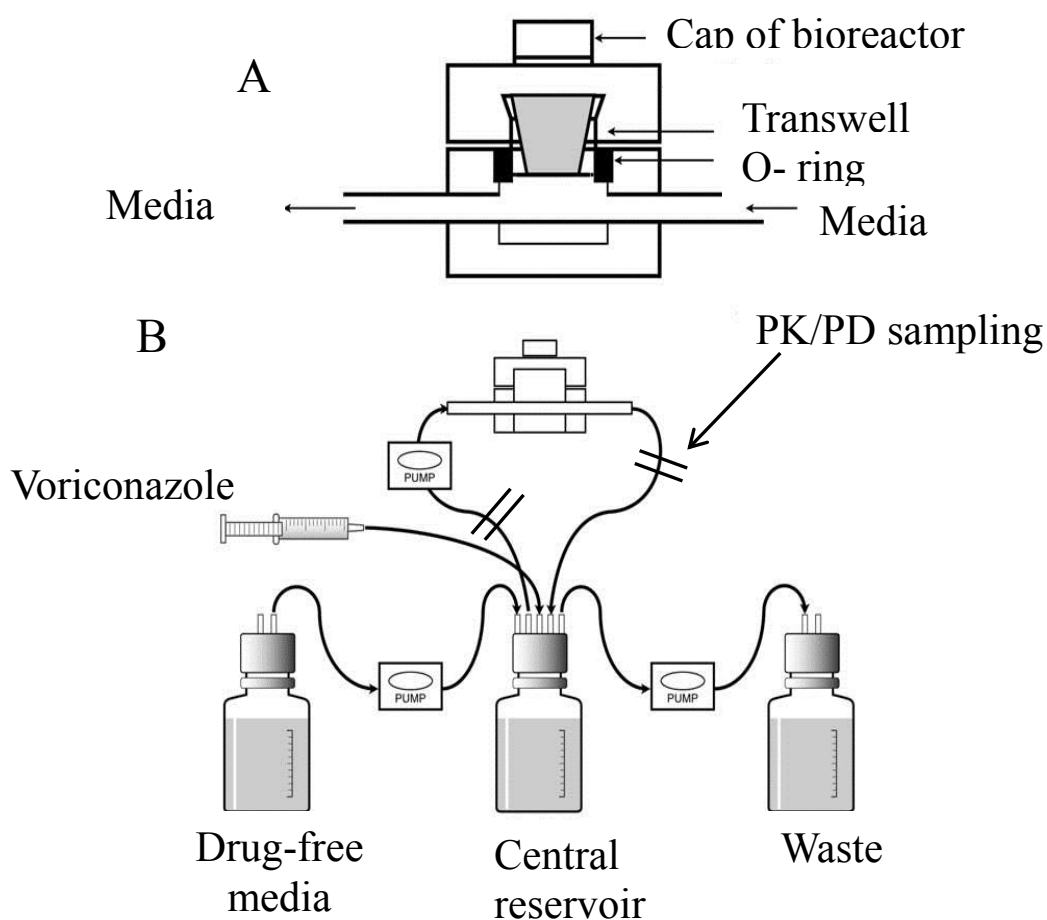 A
Cap of bioreactor
Transwell
O- ring
Media
Media
B
PK/PD sampling
PUMP
Voriconazole
PUMP
PUMP
Drug-free
media
Central
reservoir
Waste